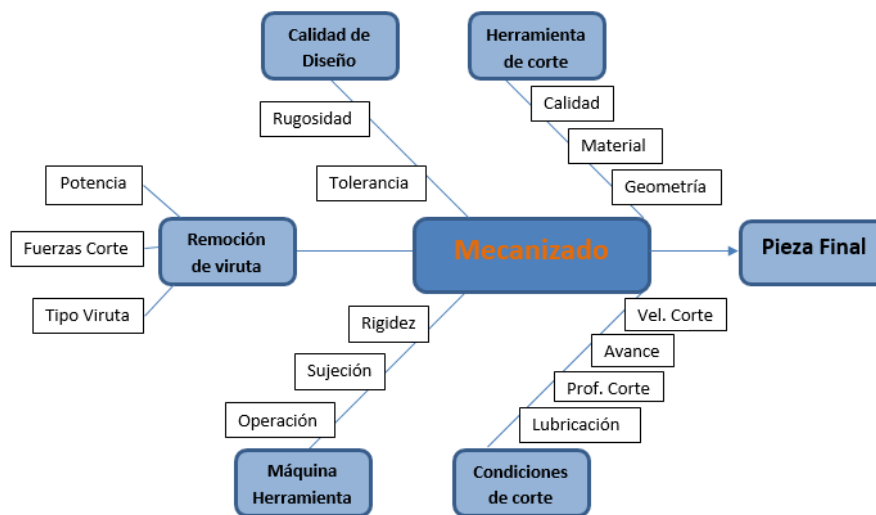 Calidad de
Diseño
Herramienta
de corte
Rugosidad
Tolerancia
Calidad
Material
Geometría
Potencia
Fuerzas Corte
Tipo Viruta
Remoción
de viruta
Mecanizado
Pieza Final
Rigidez
Sujeción
Operación
Vel. Corte
Avance
Prof. Corte
Lubricación
Máquina
Herramienta
Condiciones
de corte